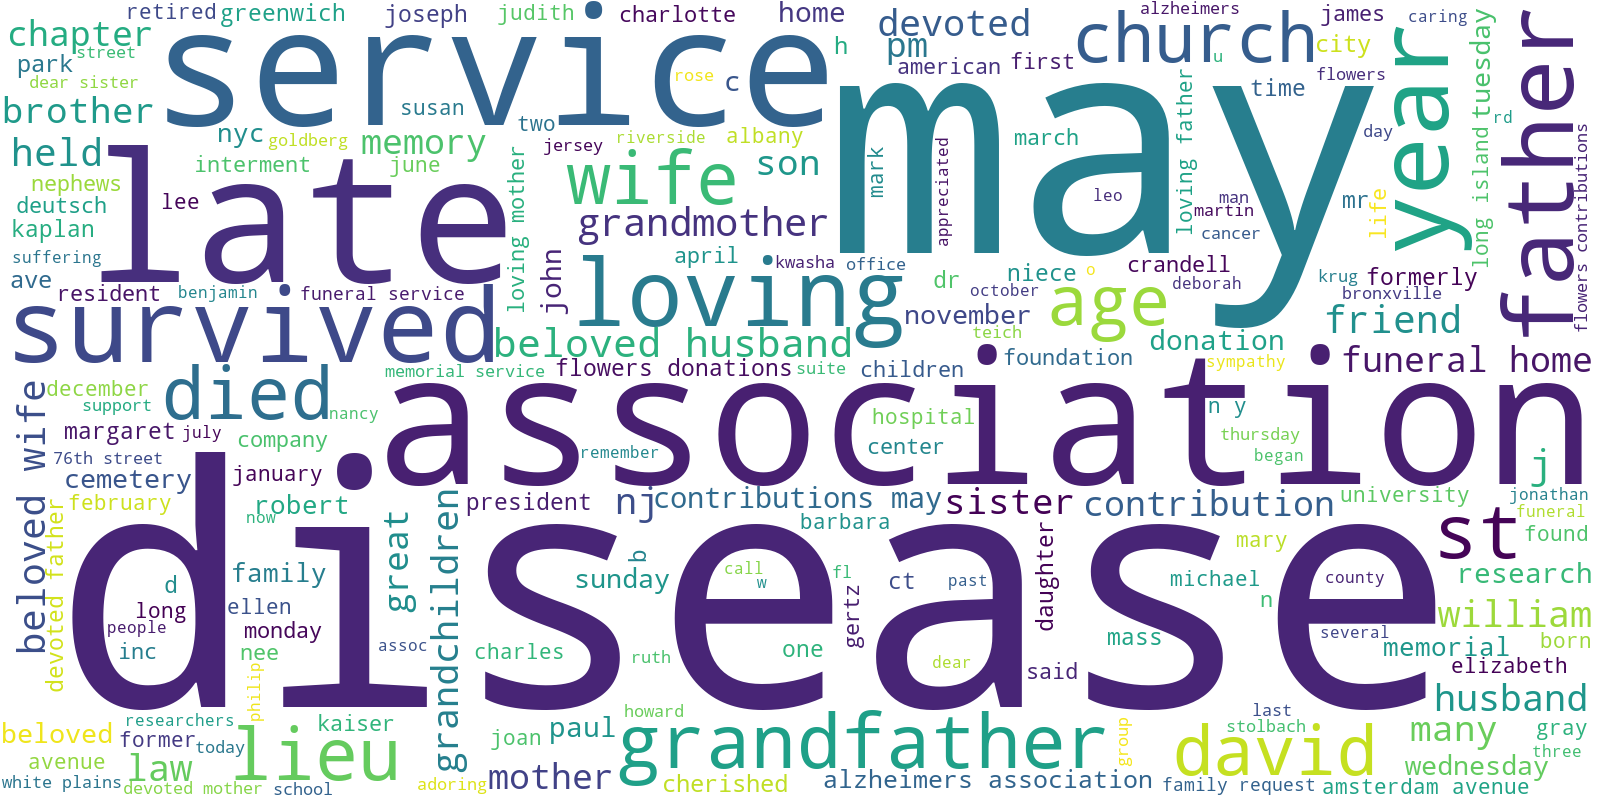 retired
greenwich
joseph
judith
charlotte
home
devoted
alzheimers
james
caring
chapter
street
park
dear sister
service
rose
c
h
pm
church
american
first
u
city
flowers
time
year
tuesday
father
brother
susan
nyc
goldberg
memory
two
jersey
riverside
albany
may
march
day
rd
held
late
interment
june
loving mother
wife
son
mark
appreciated
loving father
long island
flowers contributions
nephews
deutsch
lee
kaplan
grandmother
leo
man
martin
mr
life
cancer
suffering
ave
resident
benjamin
funeral service
john
april
kwasha
office
loving
dr
niece
o
crandell
deborah
krug
formerly
october
bronxville
survived
november
age
teich
friend
beloved husband
donation
memorial service
flowers donations
suite
children
foundation
sympathy
funeral home
beloved wife
december
support
died
nancy
association
hospital
n y
margaret
july
company
center
thursday
began
76th street
remember
j
cemetery
january
february
robert
now
president
nj
contributions may
sister
contribution
university
jonathan
funeral
barbara
st
found
devoted father
disease
great
grandchildren
family
d
b
sunday
call
w
fl
ct
past
daughter
mary
michael
county
research
long
ellen
people
monday
gertz
n
william
mass
several
born
inc
nee
assoc
charles
ruth
one
dear
said
memorial
elizabeth
philip
husband
beloved
researchers
kaiser
howard
grandfather
last
stolbach
many
gray
former
today
lieu
joan
paul
group
david
three
avenue
law
wednesday
white plains
devoted mother
school
adoring
mother
cherished
alzheimers association
family request
amsterdam avenue